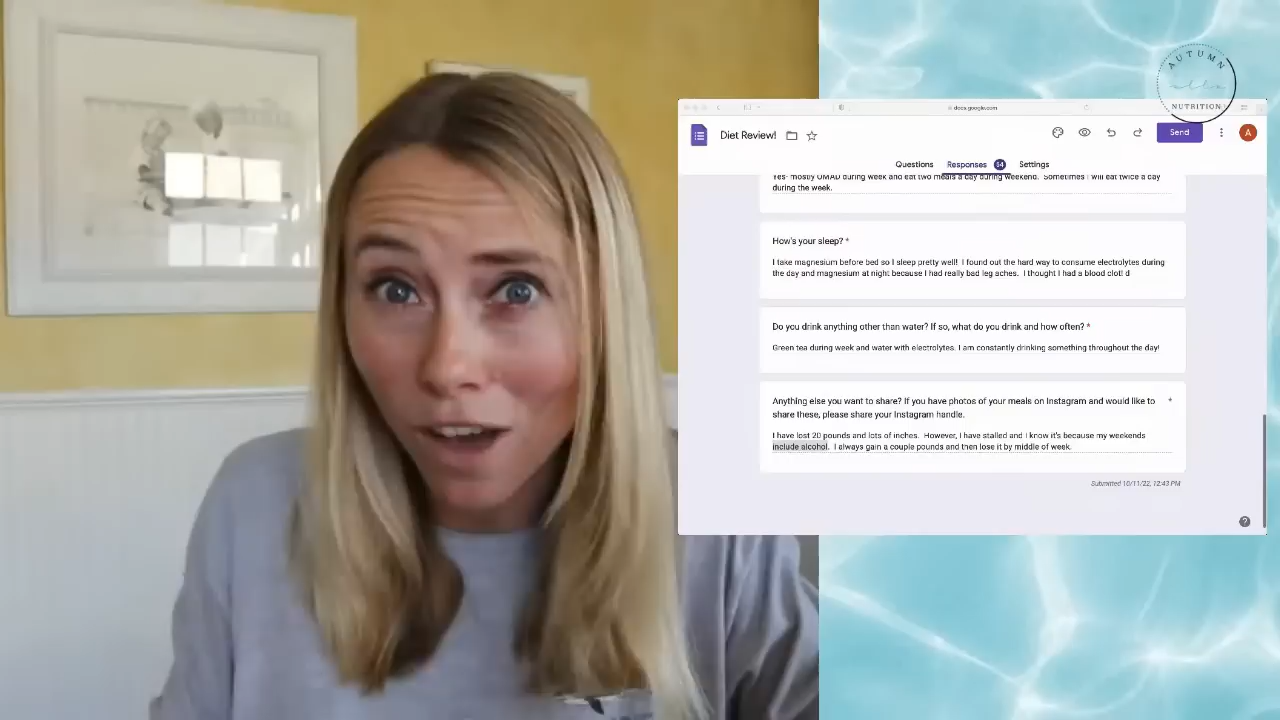 AUTUMN
elle
NUTRITION
docs.google.com
Diet Review!
Send
A
Questions
Responses
54
Settings
Yes- mostly OMAD during week and eat two meals a day during weekend. Sometimes I will eat twice a day
during the week.
How's your sleep? *
I take magnesium before bed so I sleep pretty well! I found out the hard way to consume electrolytes during
the day and magnesium at night because I had really bad leg aches. I thought I had a blood clot! d
Do you drink anything other than water? If so, what do you drink and how often? *
Green tea during week and water with electrolytes. I am constantly drinking something throughout the day!
Anything else you want to share? If you have photos of your meals on Instagram and would like to *
share these, please share your Instagram handle.
I have lost 20 pounds and lots of inches. However, I have stalled and I know it's because my weekends
include alcohol. I always gain a couple pounds and then lose it by middle of week.
Submitted 10/11/22, 12:43 PM
?